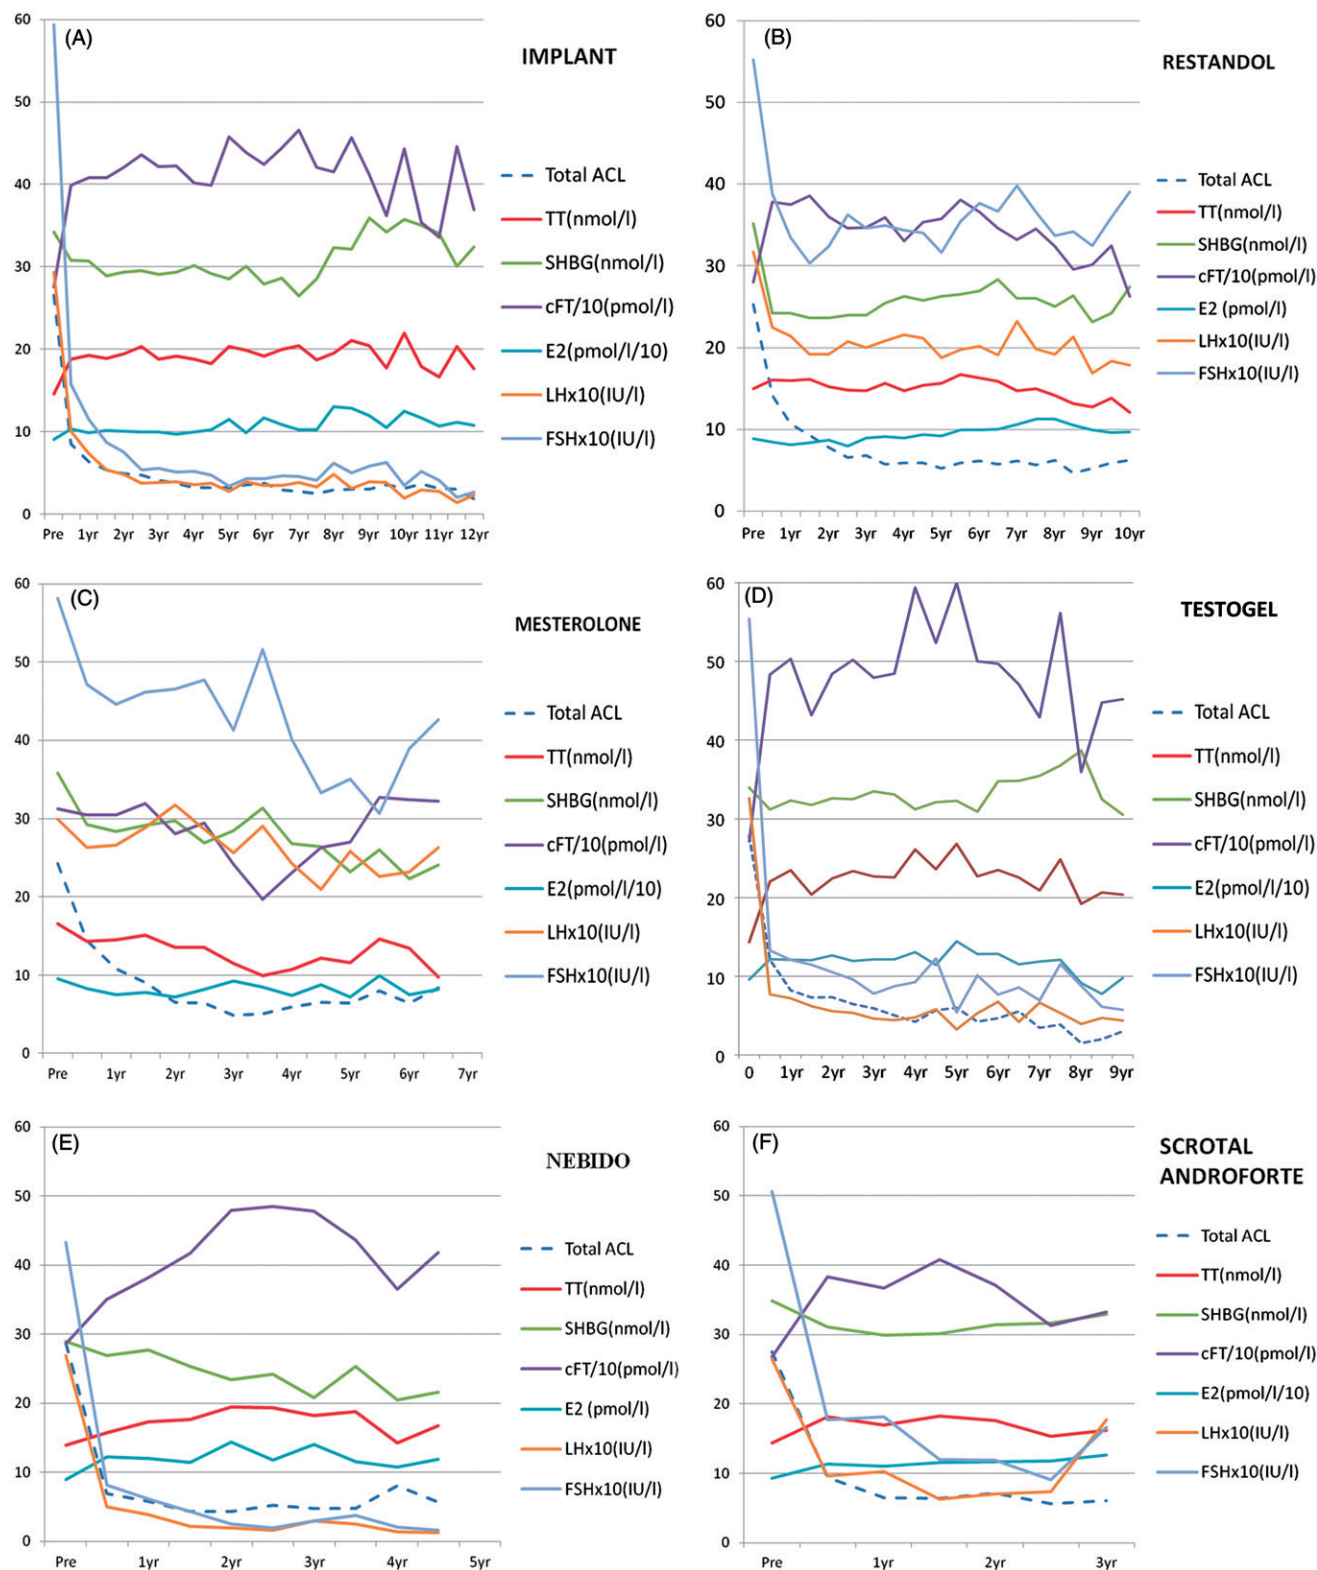 (A)
IMPLANT
60
50
40
30
20
10
0
Pre 1yr 2yr 3yr 4yr 5yr 6yr 7yr 8yr 9yr 10yr 11yr 12yr
Total ACL
TT(nmol/l)
SHBG(nmol/l)
cFT/10(pmol/l)
E2(pmol/l/10)
LHx10(IU/l)
FSHx10(IU/l)
(B)
RESTANDOL
60
50
40
30
20
10
0
Pre 1yr 2yr 3yr 4yr 5yr 6yr 7yr 8yr 9yr 10yr
Total ACL
TT(nmol/l)
SHBG(nmol/l)
cFT/10(pmol/l)
E2 (pmol/l)
LHx10(IU/l)
FSHx10(IU/l)
(C)
MESTEROLONE
60
50
40
30
20
10
0
Pre 1yr 2yr 3yr 4yr 5yr 6yr 7yr
Total ACL
TT(nmol/l)
SHBG(nmol/l)
cFT/10(pmol/l)
E2(pmol/l/10)
LHx10(IU/l)
FSHx10(IU/l)
(D)
TESTOGEL
60
50
40
30
20
10
0
0 1yr 2yr 3yr 4yr 5yr 6yr 7yr 8yr 9yr
Total ACL
TT(nmol/l)
SHBG(nmol/l)
cFT/10(pmol/l)
E2(pmol/l/10)
LHx10(IU/l)
FSHx10(IU/l)
(E)
NEBIDO
60
50
40
30
20
10
0
Pre 1yr 2yr 3yr 4yr 5yr
Total ACL
TT(nmol/l)
SHBG(nmol/l)
cFT/10(pmol/l)
E2 (pmol/l)
LHx10(IU/l)
FSHx10(IU/l)
(F)
SCROTAL
ANDROFORTE
60
50
40
30
20
10
0
Pre 1yr 2yr 3yr
Total ACL
TT(nmol/l)
SHBG(nmol/l)
cFT/10(pmol/l)
E2(pmol/l/10)
LHx10(IU/l)
FSHx10(IU/l)